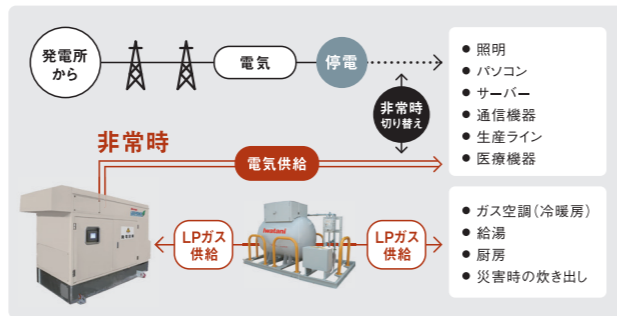 発電所
から
電気
停電
非常時
切り替え
● 照明
● パソコン
● サーバー
● 通信機器
● 生産ライン
● 医療機器
非常時
電気供給
LPガス
供給
Iwatani
LPガス
供給
● ガス空調（冷暖房）
● 給湯
● 厨房
● 災害時の炊き出し